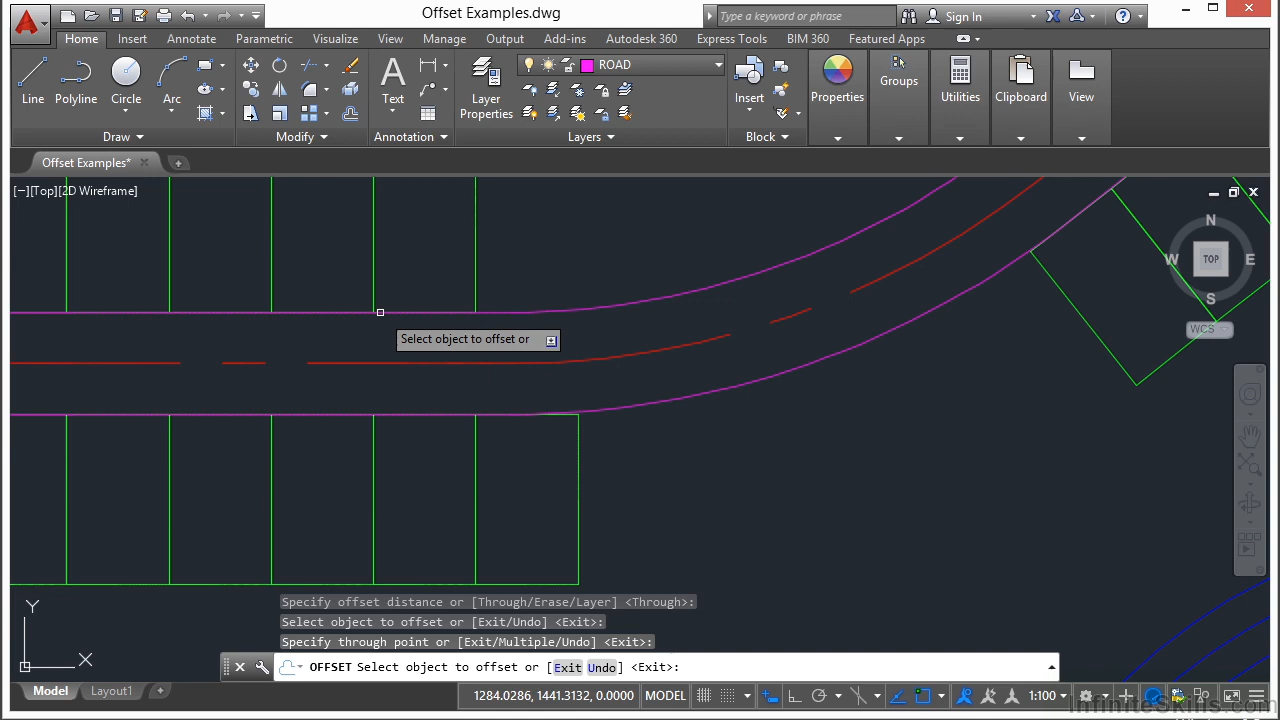 Offset Examples.dwg
Type a keyword or phrase
Sign In
Home Insert Annotate Parametric Visualize View Manage Output Add-ins Autodesk 360 Express Tools BIM 360 Featured Apps
Line Polyline Circle Arc
Text
Layer Properties
ROAD
Insert
Properties
Groups
Utilities
Clipboard
View
Draw Modify Annotation Layers Block
Offset Examples*
[−][Top][2D Wireframe]
N
W TOP E
S
WCS
Select object to offset or
Y
X
Specify offset distance or [Through/Erase/Layer] <Through>:
Select object to offset or [Exit/Undo] <Exit>:
Specify through point or [Exit/Multiple/Undo] <Exit>:
OFFSET Select object to offset or [Exit Undo] <Exit>:
Model Layout1
1284.0286, 1441.3132, 0.0000 MODEL
1:100
InfiniteSkills.com